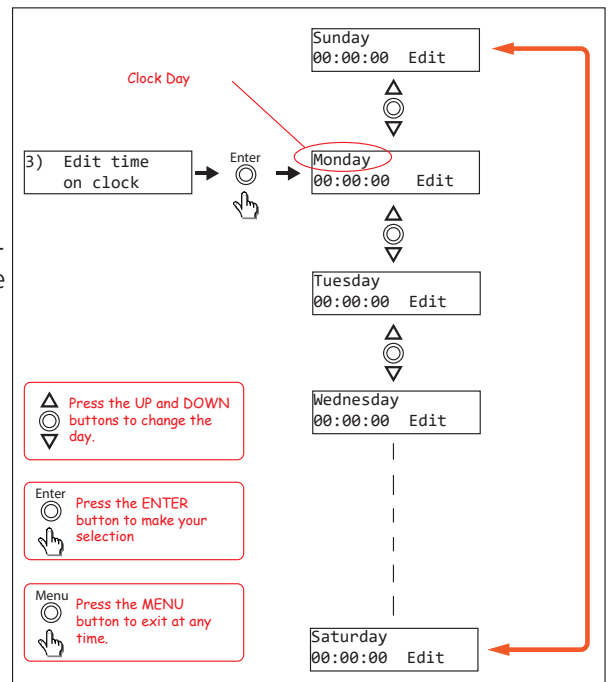 Sunday
00:00:00 Edit
Clock Day
3) Edit time
on clock
Enter
Monday
00:00:00 Edit
Tuesday
00:00:00 Edit
Wednesday
00:00:00 Edit
Press the UP and DOWN
buttons to change the
day.
Enter
Press the ENTER
button to make your
selection
Menu
Press the MENU
button to exit at any
time.
Saturday
00:00:00 Edit